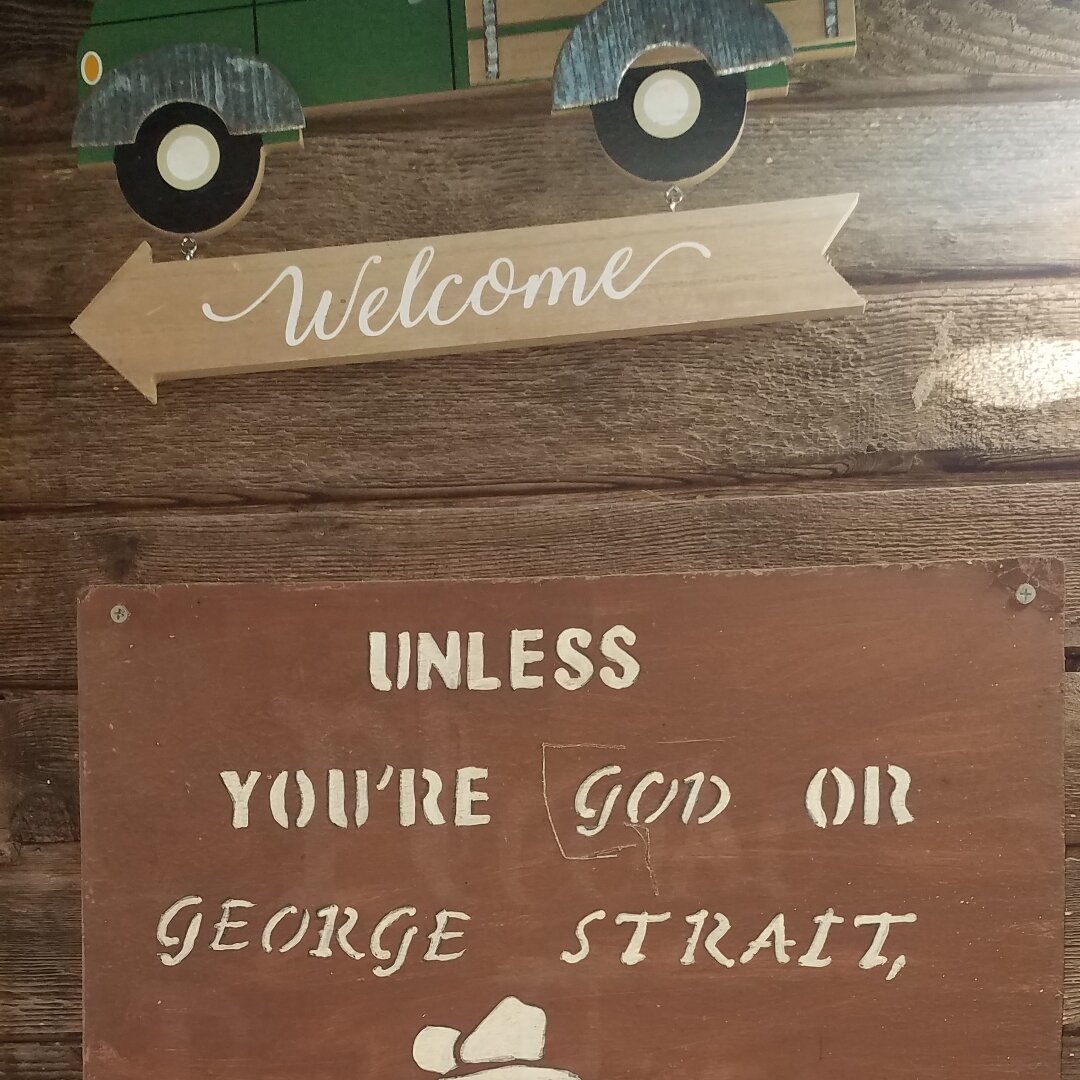 Welcome
UNLESS
YOU'RE GOD OR
GEORGE STRAIT,